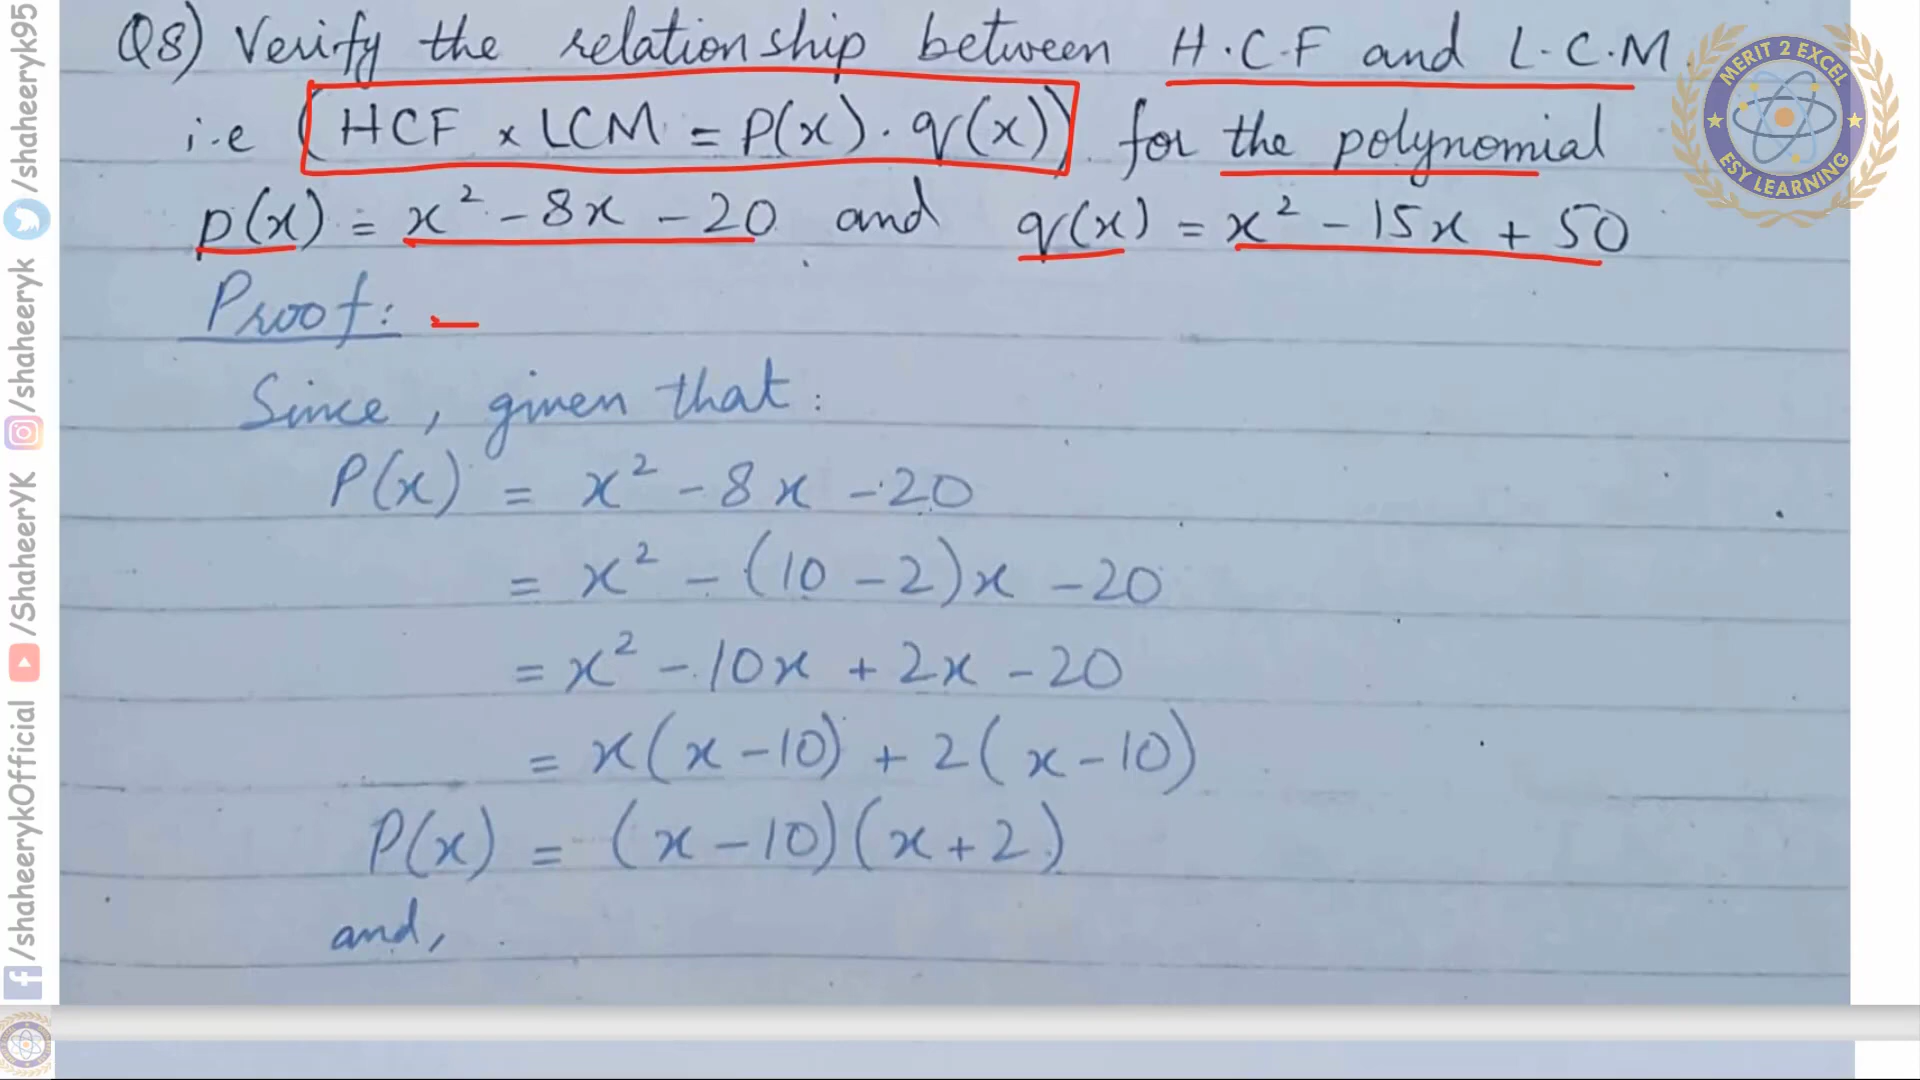 Q8) Verify the relationship between H.C.F and L.C.M.
i.e (HCF × LCM = P(x) . q(x)) for the polynomial
p(x) = x² - 8x - 20 and q(x) = x² - 15x + 50
Proof: -
Since, given that:
P(x) = x² - 8x - 20
= x² - (10 - 2)x - 20
= x² - 10x + 2x - 20
= x(x - 10) + 2(x - 10)
P(x) = (x - 10)(x + 2)
and,
MERIT 2 EXCEL
ESY LEARNING
/shaeerykOfficial
/ShaheerYK
/shaheeryk
/shaheeryk95